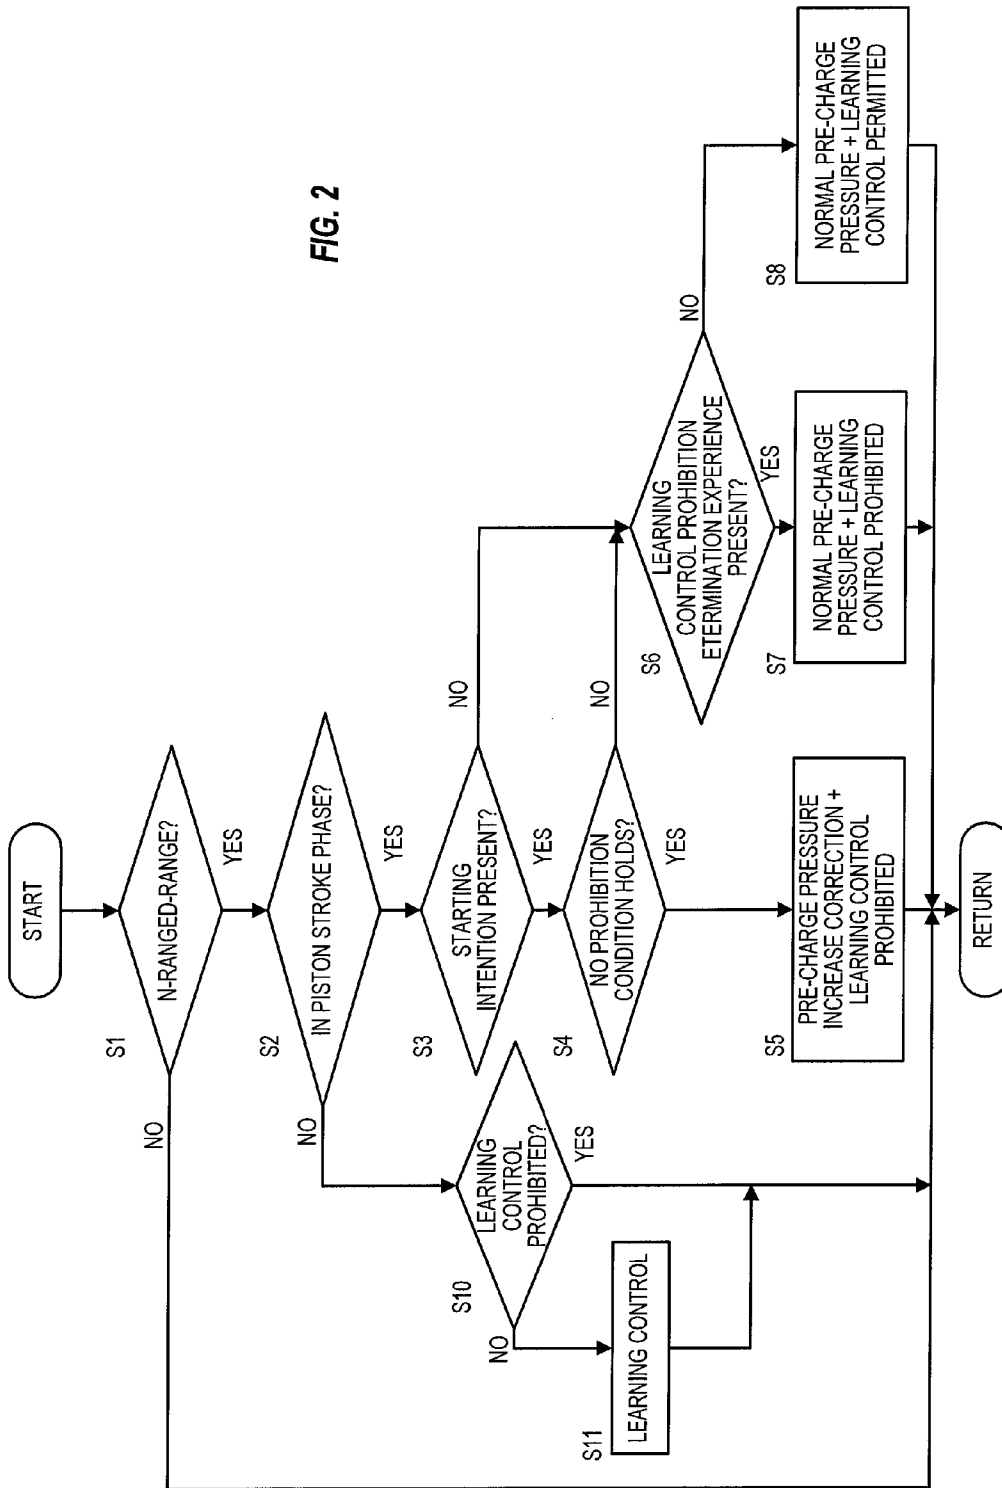 FIG. 2
START
S1
N-RANGED-RANGE?
NO
YES
S2
IN PISTON STROKE PHASE?
NO
YES
S3
STARTING
INTENTION PRESENT?
NO
YES
S4
NO PROHIBITION
CONDITION HOLDS?
NO
YES
S5
PRE-CHARGE PRESSURE
INCREASE CORRECTION +
LEARNING CONTROL
PROHIBITED
S6
LEARNING
CONTROL PROHIBITION
ETERMINATION EXPERIENCE
PRESENT?
NO
YES
S7
NORMAL PRE-CHARGE
PRESSURE + LEARNING
CONTROL PROHIBITED
S8
NORMAL PRE-CHARGE
PRESSURE + LEARNING
CONTROL PERMITTED
S10
LEARNING
CONTROL
PROHIBITED?
NO
YES
S11
LEARNING CONTROL
RETURN